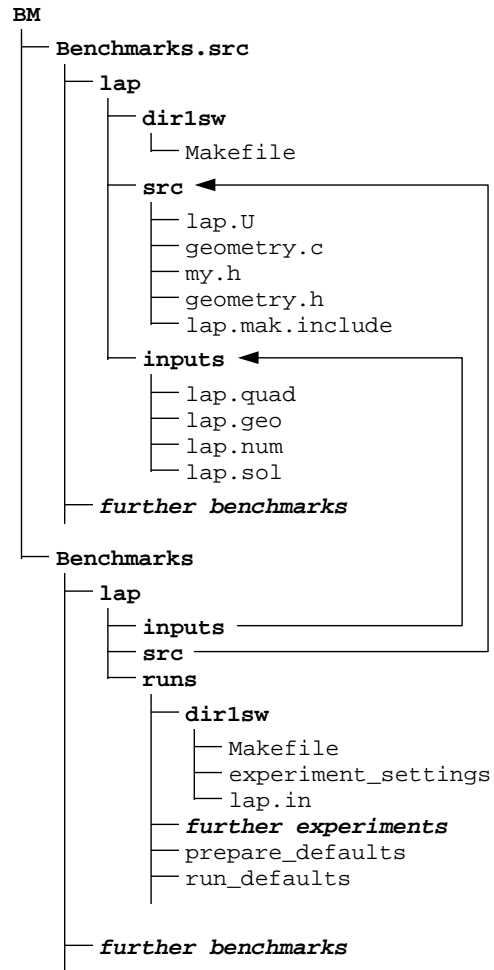 BM
Benchmarks.src
lap
dir1sw
Makefile
src
lap.U
geometry.c
my.h
geometry.h
lap.mak.include
inputs
lap.quad
lap.geo
lap.num
lap.sol
further benchmarks
Benchmarks
lap
inputs
src
runs
dir1sw
Makefile
experiment_settings
lap.in
further experiments
prepare_defaults
run_defaults
further benchmarks